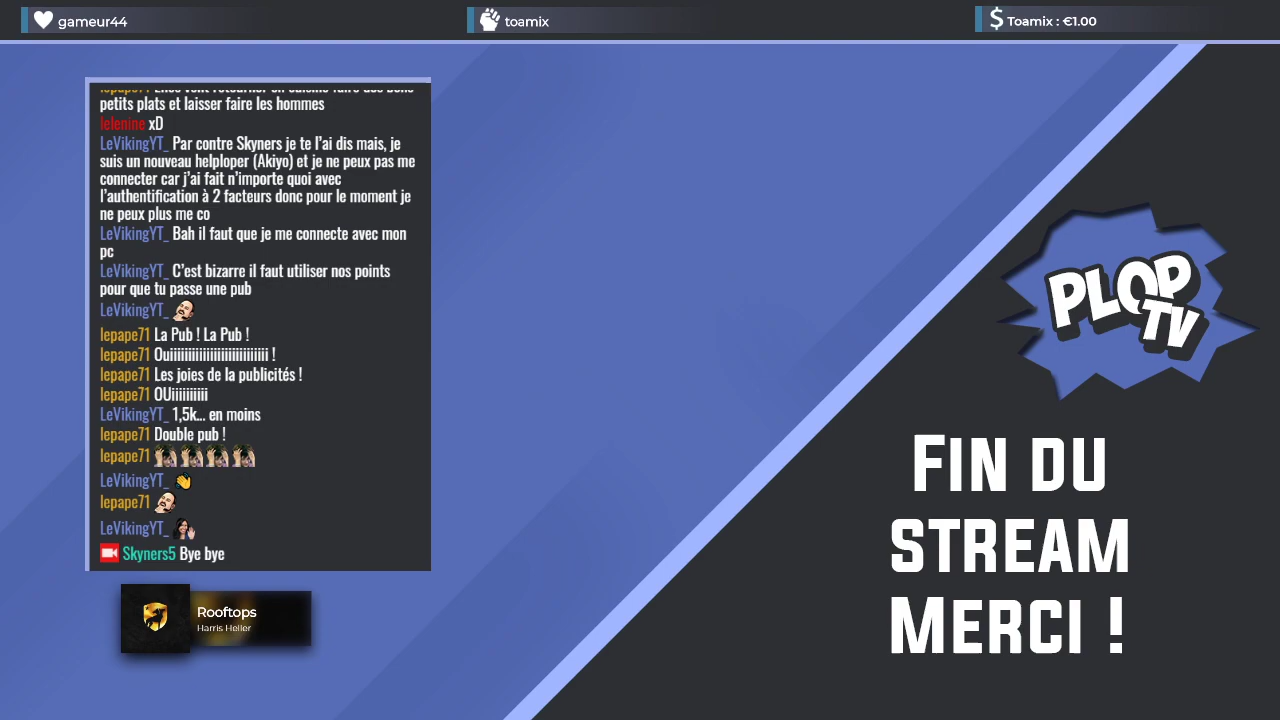 gameur44
toamix
Toamix : €1.00
petits plats et laisser faire les hommes
lelenine xD
LeVikingYT_ Par contre Skyners je te l'ai dis mais, je
suis un nouveau helploper (Akiyo) et je ne peux pas me
connecter car j'ai fait n'importe quoi avec
l'authentification à 2 facteurs donc pour le moment je
ne peux plus me co
LeVikingYT_ Bah il faut que je me connecte avec mon
pc
LeVikingYT_ C'est bizarre il faut utiliser nos points
pour que tu passe une pub
LeVikingYT_
lepape71 La Pub ! La Pub !
lepape71 Ouiiiiiiiiiiiiiiiiiiiiiiiiiii !
lepape71 Les joies de la publicités !
lepape71 OUiiiiiiiiii
LeVikingYT_ 1,5k... en moins
lepape71 Double pub !
lepape71
LeVikingYT_
lepape71
LeVikingYT_
Skyners5 Bye bye
Rooftops
Harris Heller
PLOP
TV
FIN DU
STREAM
MERCI !